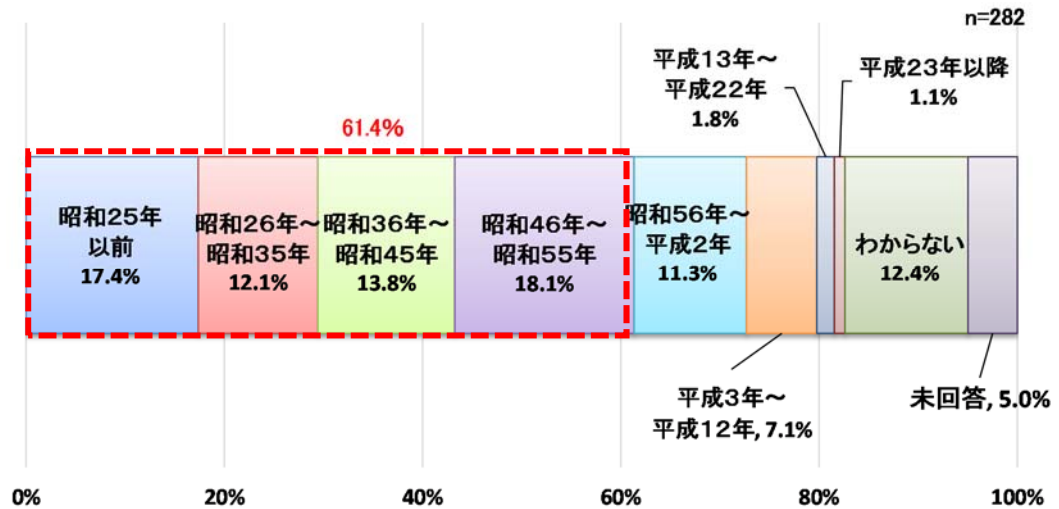 n=282
平成13年～
平成22年
1.8%
平成23年以降
1.1%
61.4%
昭和25年
以前
17.4%
昭和26年～
昭和35年
12.1%
昭和36年～
昭和45年
13.8%
昭和46年～
昭和55年
18.1%
昭和56年～
平成2年
11.3%
わからない
12.4%
平成3年～
平成12年, 7.1%
未回答, 5.0%
0%
20%
40%
60%
80%
100%